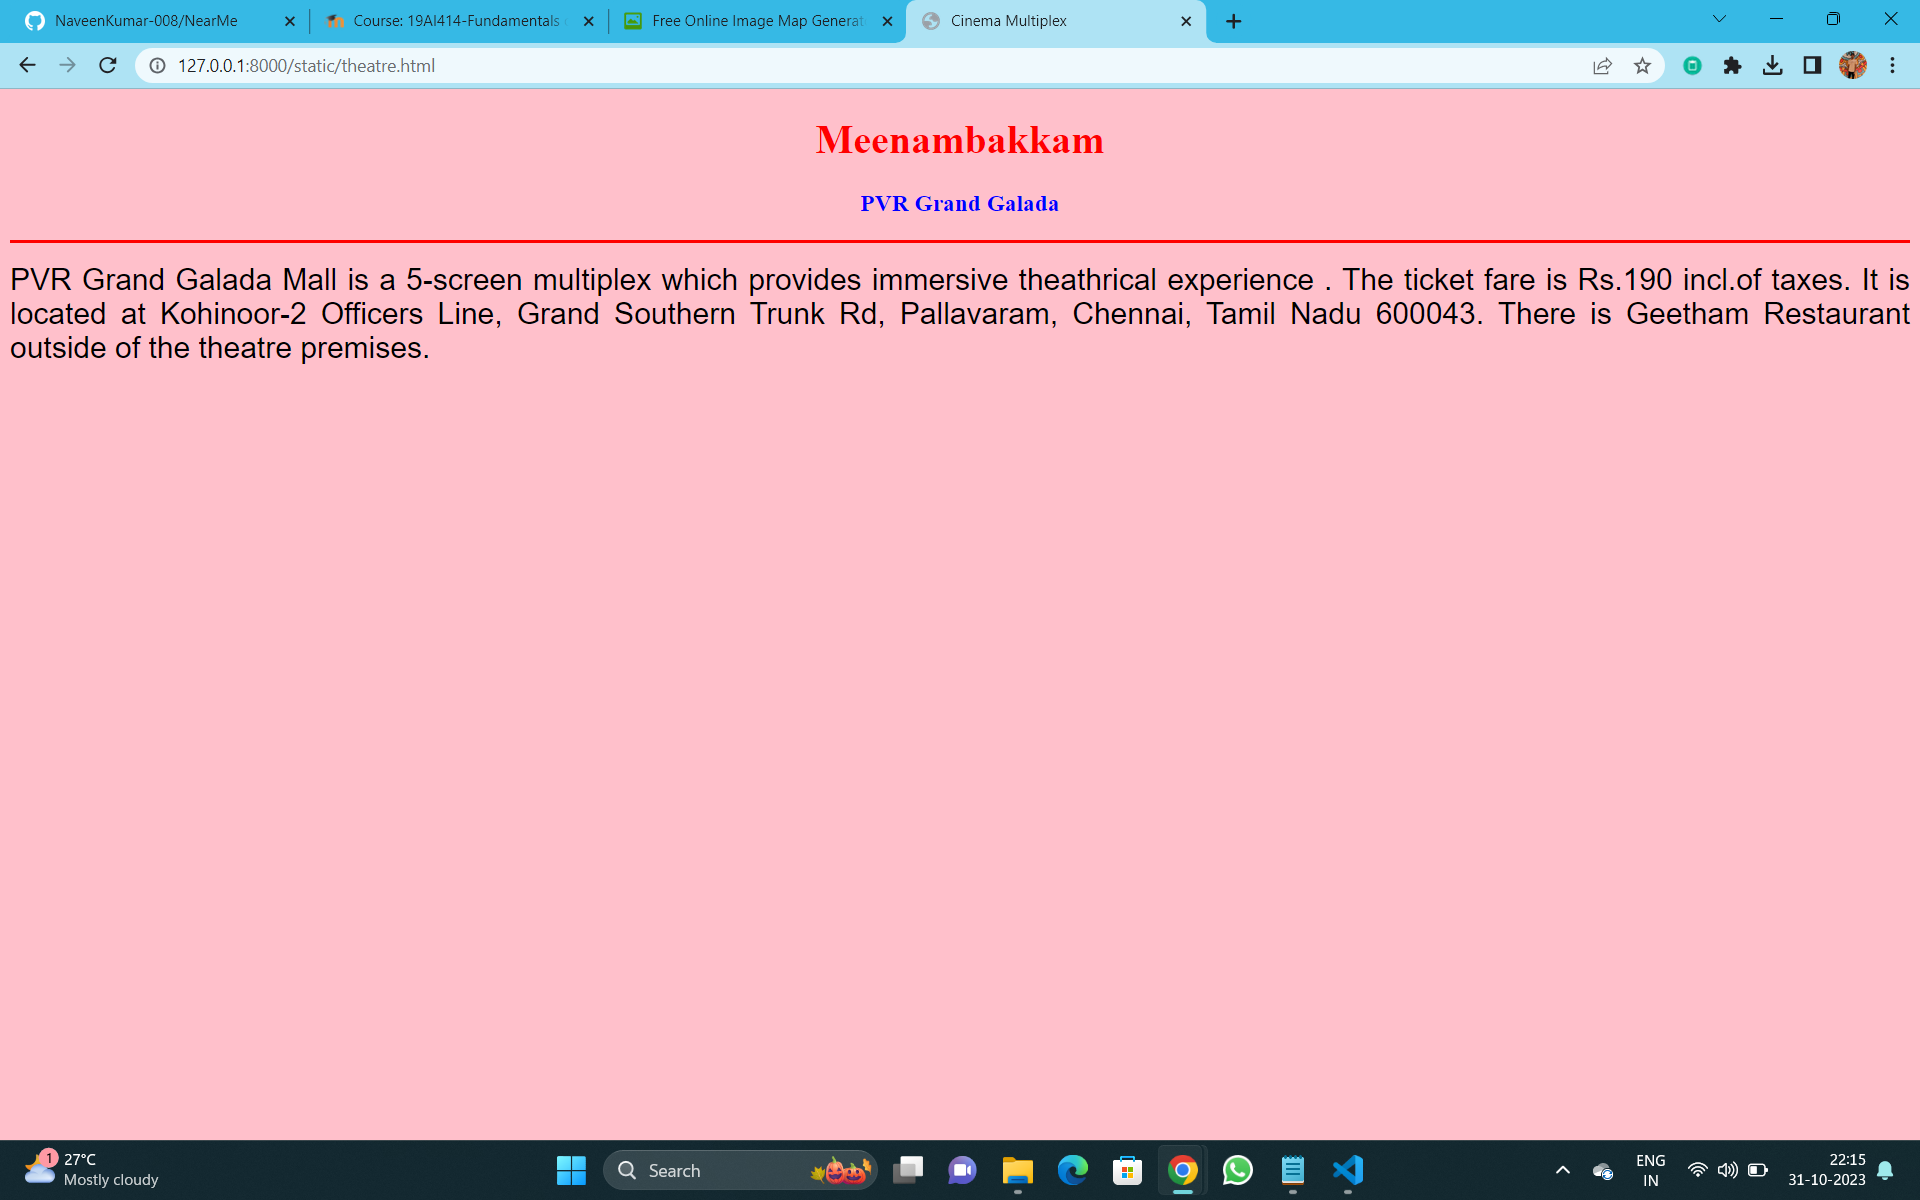 NaveenKumar-008/NearMe
Course: 19AI414-Fundamentals
Free Online Image Map Generat
Cinema Multiplex
127.0.0.1:8000/static/theatre.html
Meenambakkam
PVR Grand Galada
PVR Grand Galada Mall is a 5-screen multiplex which provides immersive theathrical experience . The ticket fare is Rs.190 incl.of taxes. It is
located at Kohinoor-2 Officers Line, Grand Southern Trunk Rd, Pallavaram, Chennai, Tamil Nadu 600043. There is Geetham Restaurant
outside of the theatre premises.
1
27°C
Mostly cloudy
Search
ENG
IN
22:15
31-10-2023